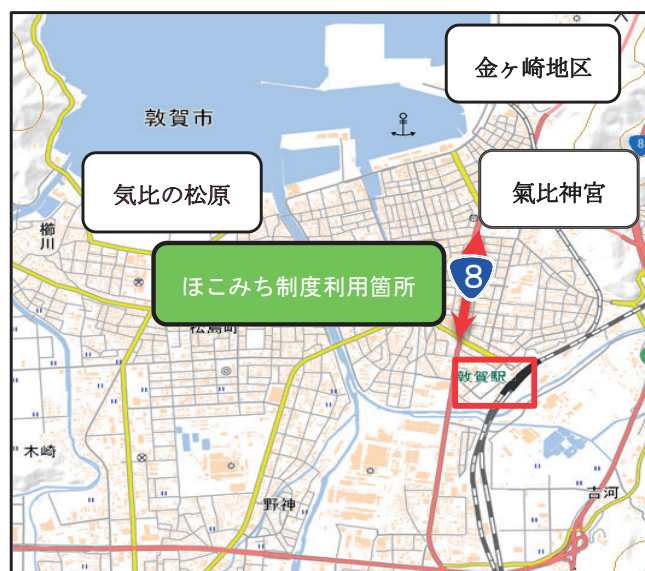 金ヶ崎地区
8
敦賀市
気比の松原
氣比神宮
櫛川
ほこみち制度利用箇所
8
松島町
敦賀駅
木崎
野神
吉河